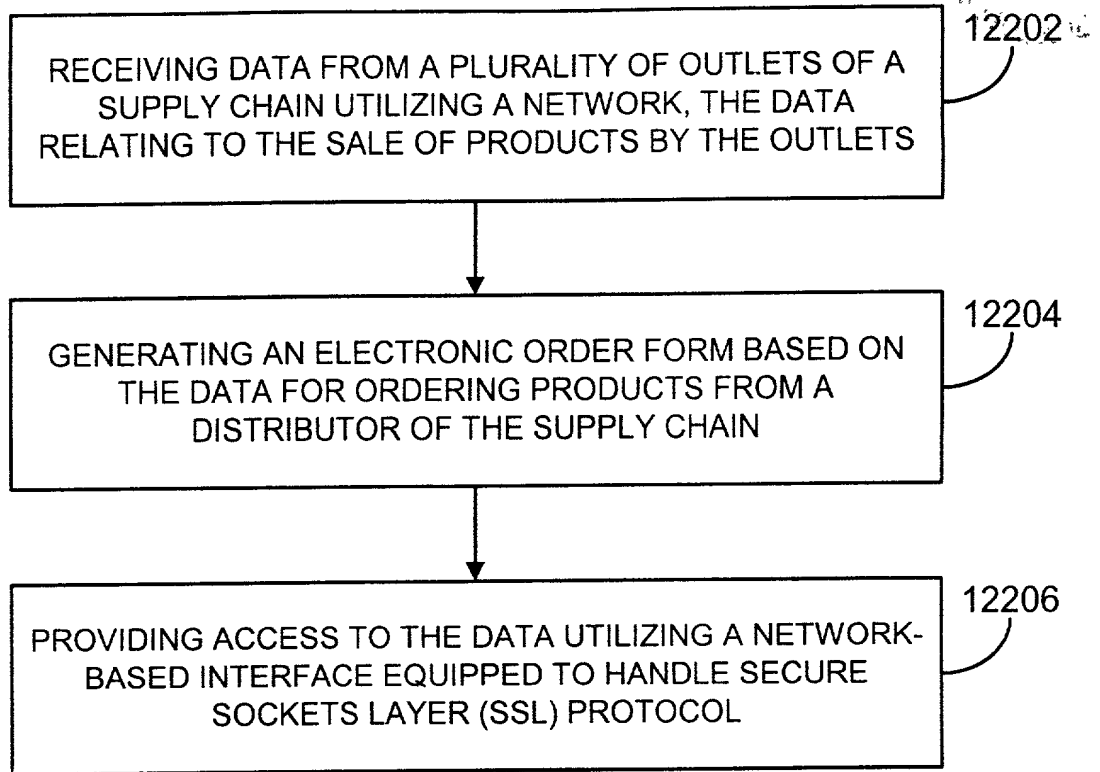 12202
RECEIVING DATA FROM A PLURALITY OF OUTLETS OF A
SUPPLY CHAIN UTILIZING A NETWORK, THE DATA
RELATING TO THE SALE OF PRODUCTS BY THE OUTLETS
12204
GENERATING AN ELECTRONIC ORDER FORM BASED ON
THE DATA FOR ORDERING PRODUCTS FROM A
DISTRIBUTOR OF THE SUPPLY CHAIN
12206
PROVIDING ACCESS TO THE DATA UTILIZING A NETWORK-
BASED INTERFACE EQUIPPED TO HANDLE SECURE
SOCKETS LAYER (SSL) PROTOCOL